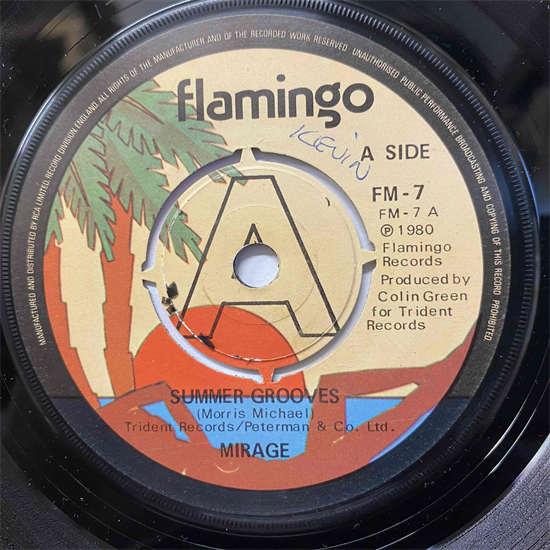 MANUFACTURED AND DISTRIBUTED BY RCA LIMITED RECORD DIVISION, ENGLAND. ALL RIGHTS OF THE MANUFACTURER AND OF THE RECORDED WORK RESERVED. UNAUTHORISED PUBLIC PERFORMANCE BROADCASTING AND COPYING OF THIS RECORD PROHIBITED
flamingo
KEVIN
A SIDE
FM-7
FM-7 A
℗ 1980
Flamingo
Records
Produced by
Colin Green
for Trident
Records
A
SUMMER GROOVES
(Morris Michael)
Trident Records/Peterman & Co. Ltd.
MIRAGE